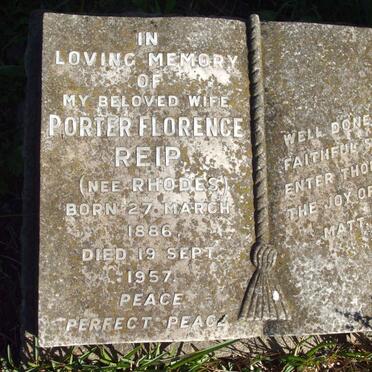 IN
LOVING MEMORY
OF
MY BELOVED WIFE
PORTER FLORENCE
REIP
(NEE RHODES)
BORN 27 MARCH
1886
DIED 19 SEPT.
1957.
PEACE
PERFECT PEACE
WELL DONE
FAITHFUL
ENTER THOU
THE JOY OF
MATT.